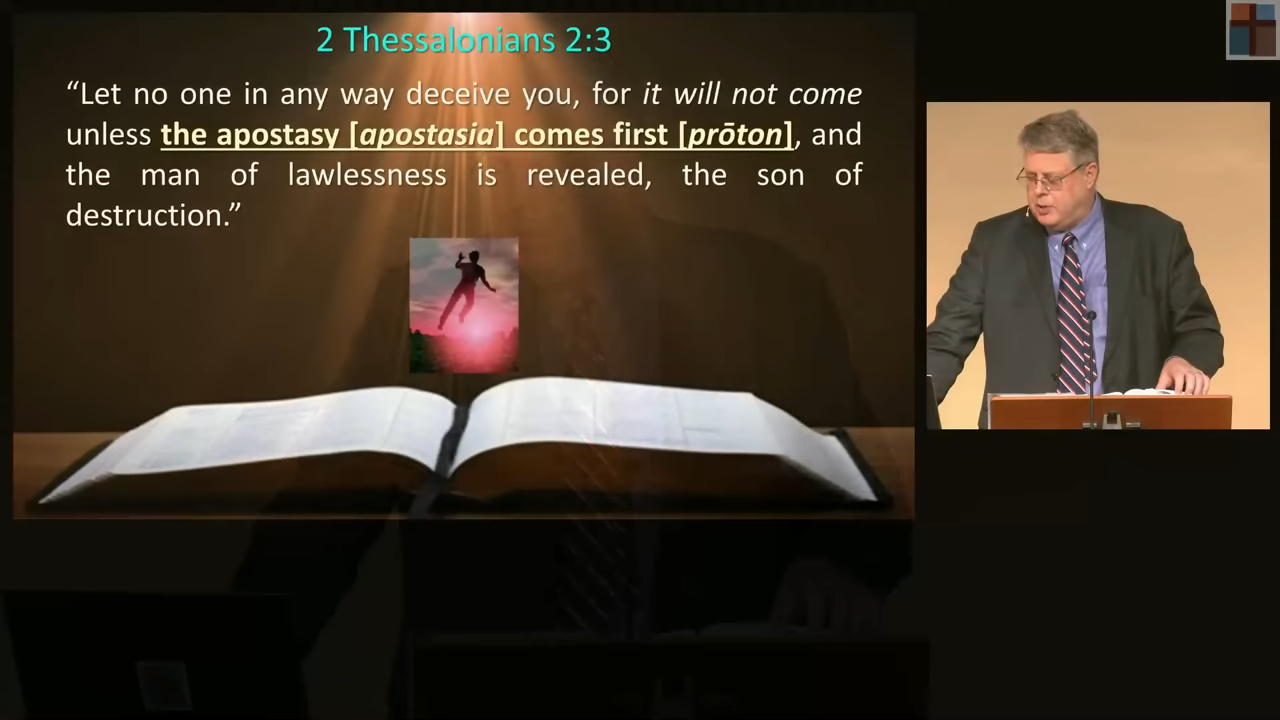 2 Thessalonians 2:3
“Let no one in any way deceive you, for it will not come
unless the apostasy [apostasia] comes first [prōton], and
the man of lawlessness is revealed, the son of
destruction.”